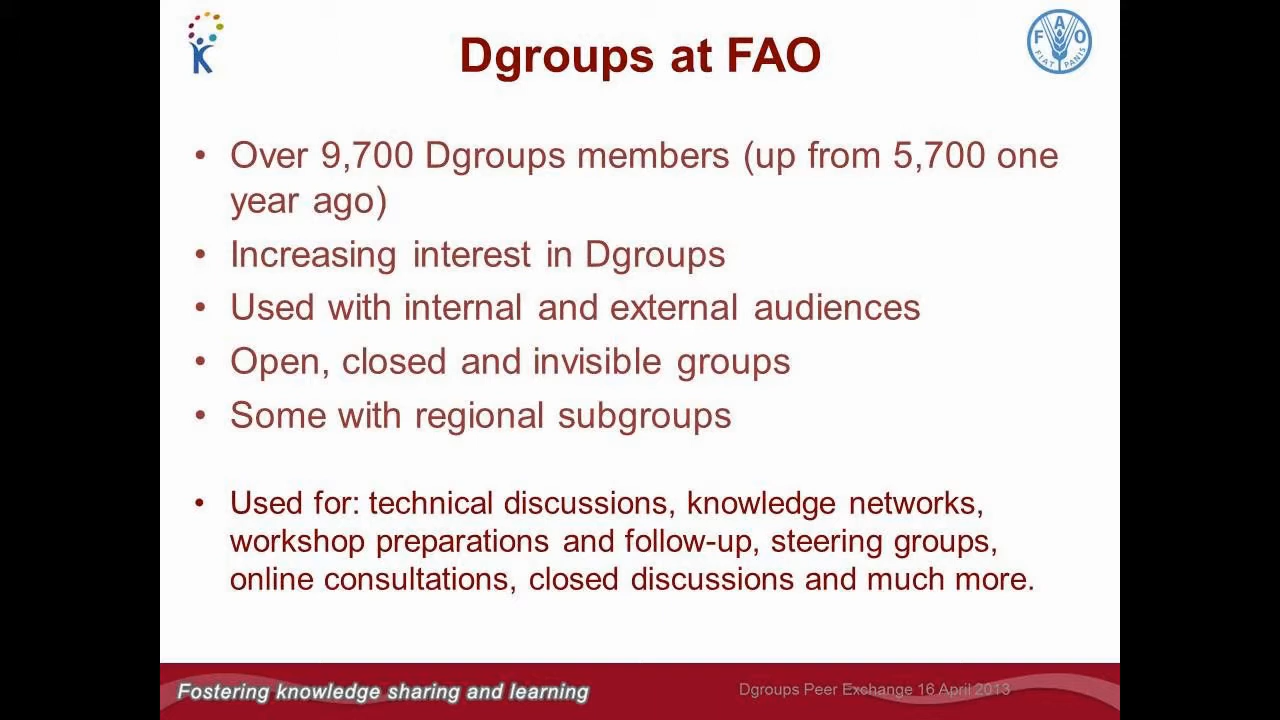 Dgroups at FAO
K
F A O
FIAT PANIS
• Over 9,700 Dgroups members (up from 5,700 one
year ago)
• Increasing interest in Dgroups
• Used with internal and external audiences
• Open, closed and invisible groups
• Some with regional subgroups
• Used for: technical discussions, knowledge networks,
workshop preparations and follow-up, steering groups,
online consultations, closed discussions and much more.
Fostering knowledge sharing and learning
Dgroups Peer Exchange 16 April 2013